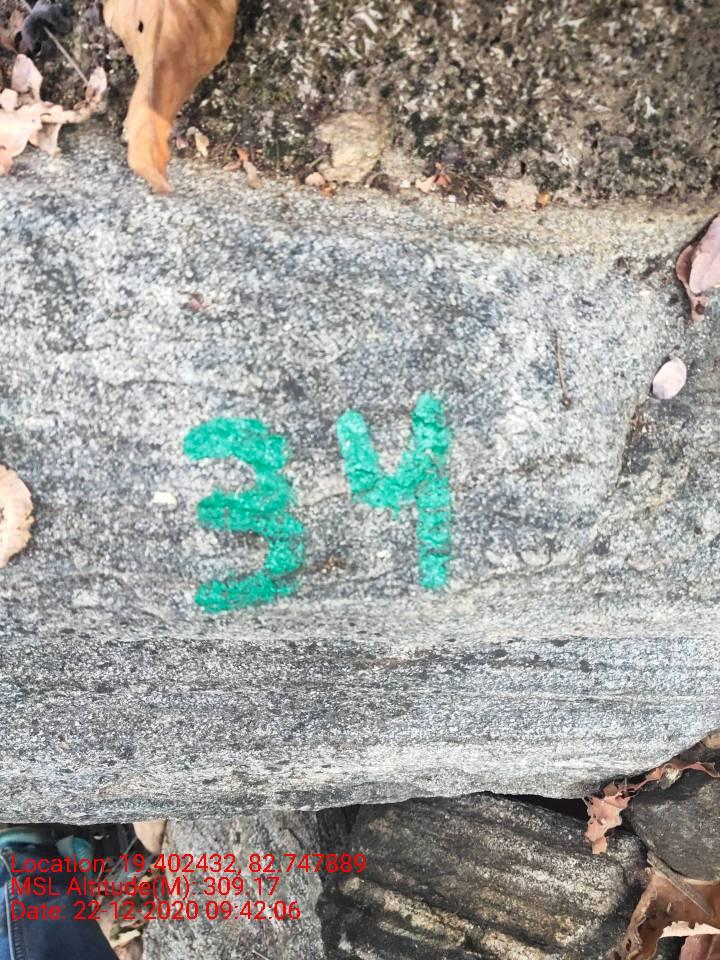 34
Location: 19.402432, 82.747889
MSL Altitude(M): 309.17
Date: 22-12-2020 09:42:06